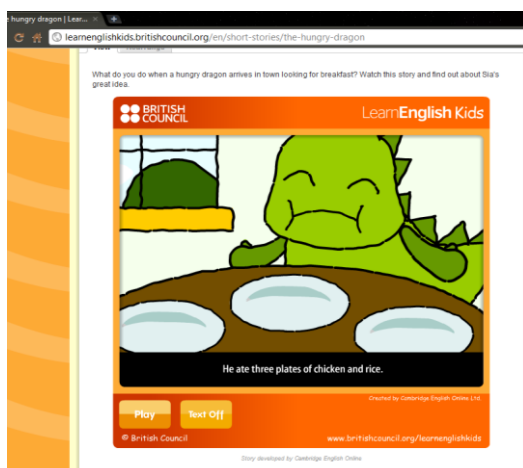 hungry dragon | Lear...
learnenglishkids.britishcouncil.org/en/short-stories/the-hungry-dragon
View
What do you do when a hungry dragon arrives in town looking for breakfast? Watch this story and find out about Sia's
great idea.
BRITISH
COUNCIL
LearnEnglish Kids
He ate three plates of chicken and rice.
Created by Cambridge English Online Ltd
Play
Text Off
© British Council
www.britishcouncil.org/learnenglishkids
Story developed by Cambridge English Online